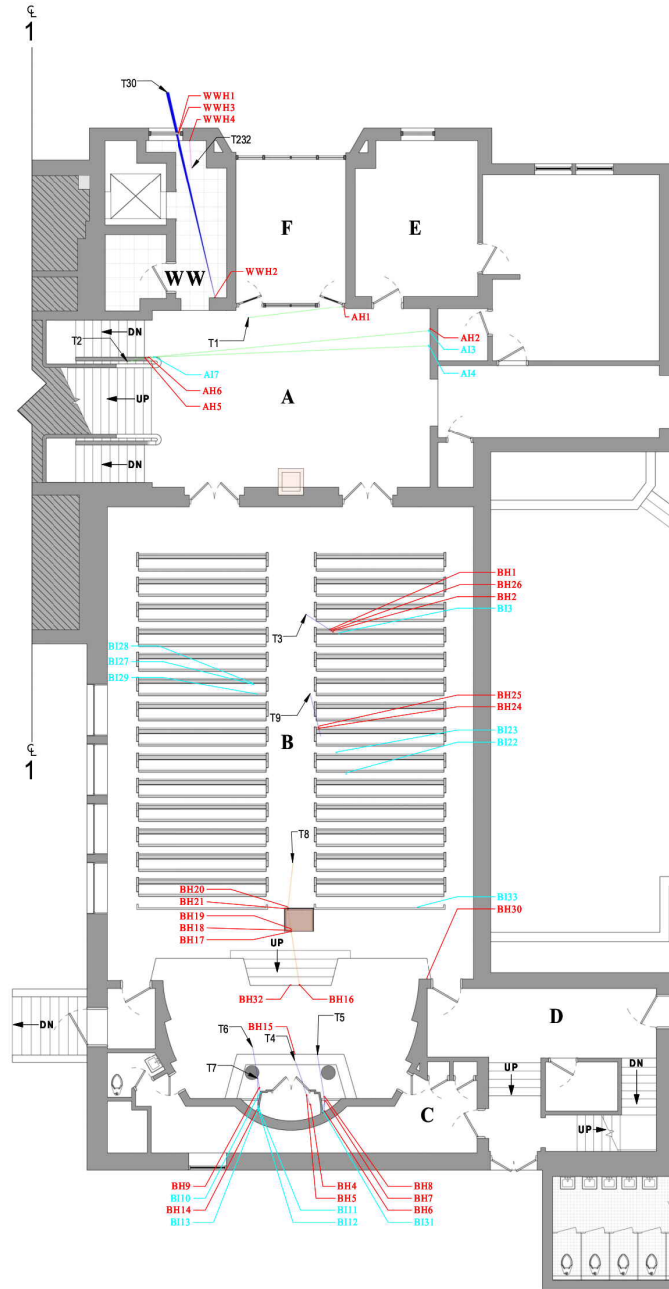 ℄
1
T30
WWH1
WWH3
WWH4
T232
F
E
WW
WWH2
AH1
T1
AH2
AI3
AI4
DN
T2
AI7
AH6
AH5
A
UP
DN
BH1
BH26
BH2
BI3
T3
BI28
BI27
BI29
T9
BH25
BH24
BI23
BI22
B
℄
1
T8
BH20
BH21
BI33
BH30
BH19
BH18
BH17
UP
BH32
BH16
DN
D
T6
BH15
T4
T5
T7
UP
DN
C
UP
BH9
BI10
BH14
BI13
BH4
BH5
BI11
BI12
BH8
BH7
BH6
BI31